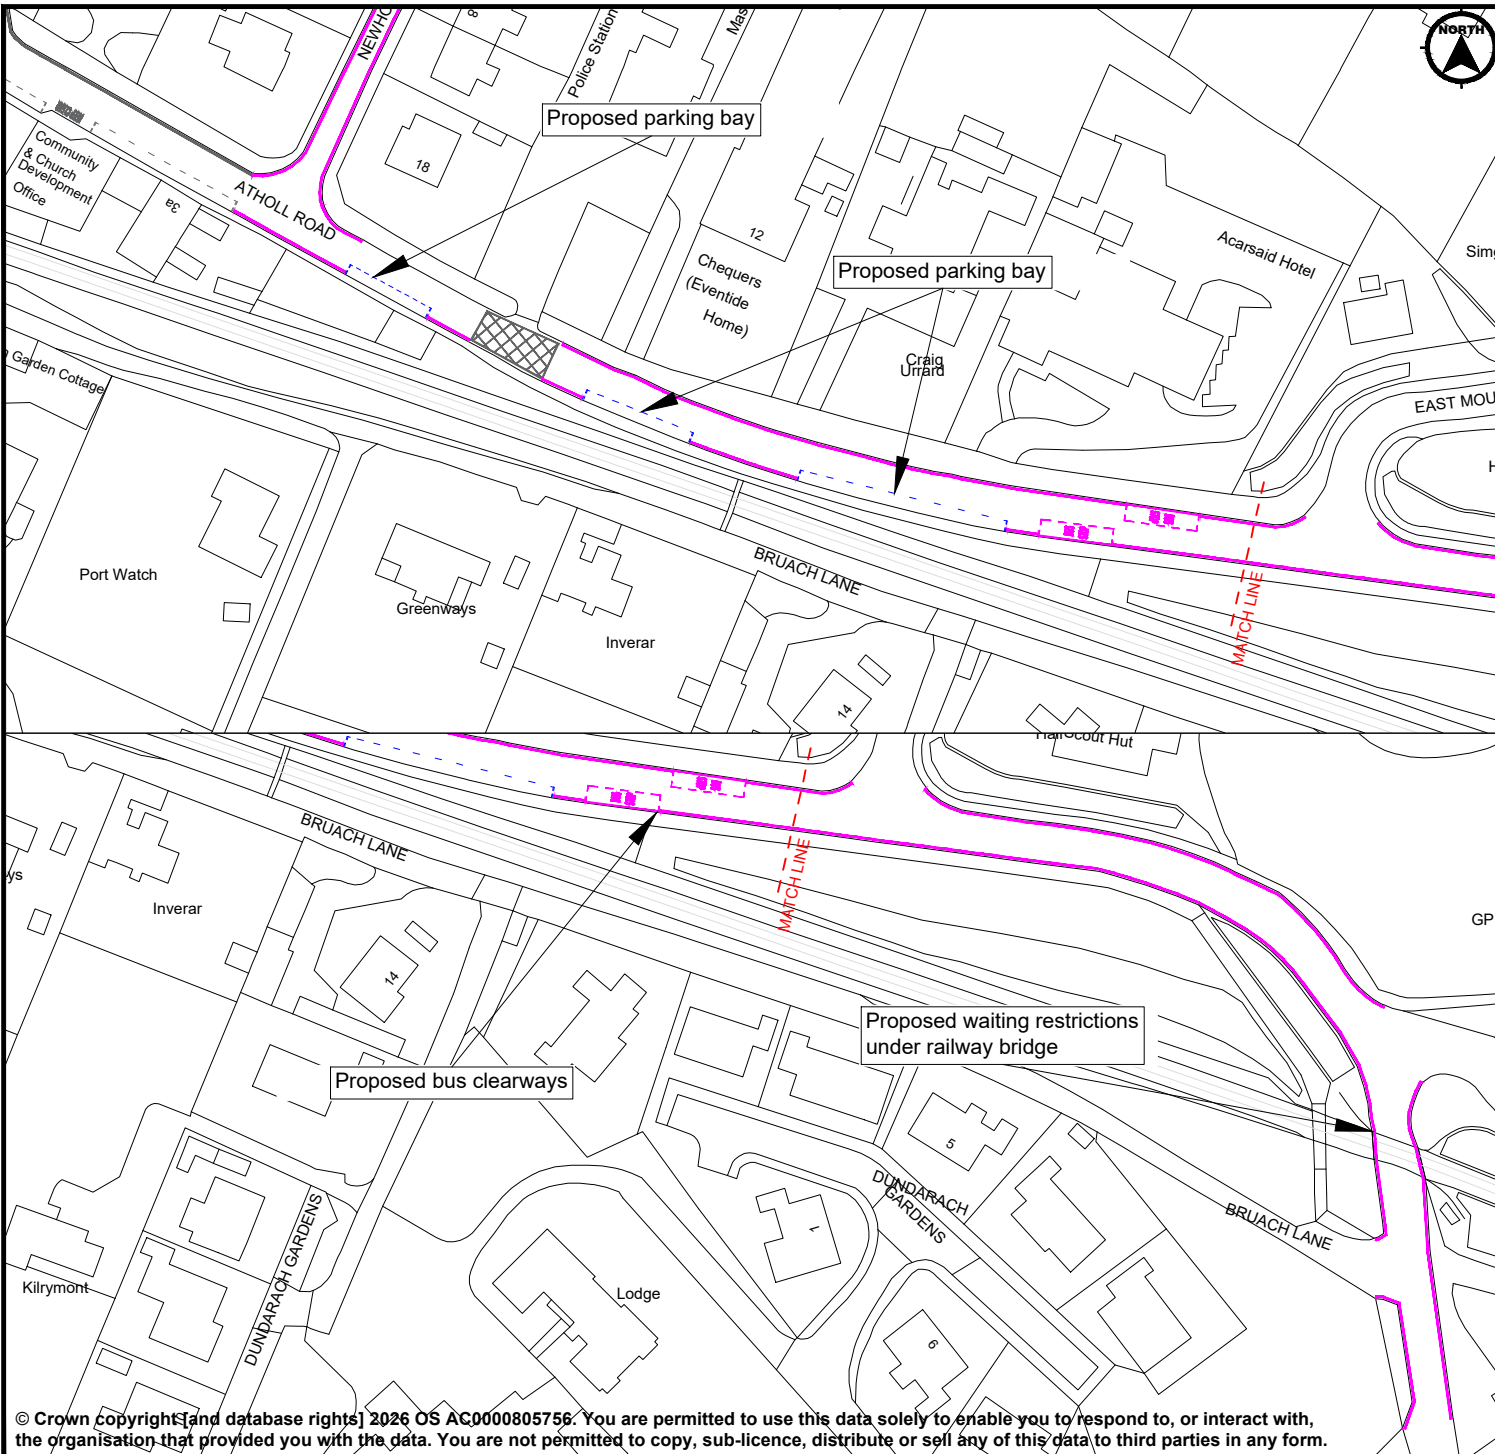 NORTH
8
Police Station
Proposed parking bay
Community
& Church
Development
Office
3a
18
ATHOLL ROAD
12
Chequers
(Eventide
Home)
Proposed parking bay
Acarsaid Hotel
Craig
Urrard
Garden Cottage
Port Watch
Greenways
Inverar
BRUACH LANE
14
MATCH LINE
EAST MOU
Scout Hut
BRUACH LANE
Inverar
14
MATCH LINE
GP
Proposed waiting restrictions
under railway bridge
Proposed bus clearways
5
DUNDARACH
GARDENS
1
BRUACH LANE
DUNDARACH GARDENS
Kilrymont
Lodge
6
© Crown copyright [and database rights] 2026 OS AC0000805756. You are permitted to use this data solely to enable you to respond to, or interact with,
the organisation that provided you with the data. You are not permitted to copy, sub-licence, distribute or sell any of this data to third parties in any form.